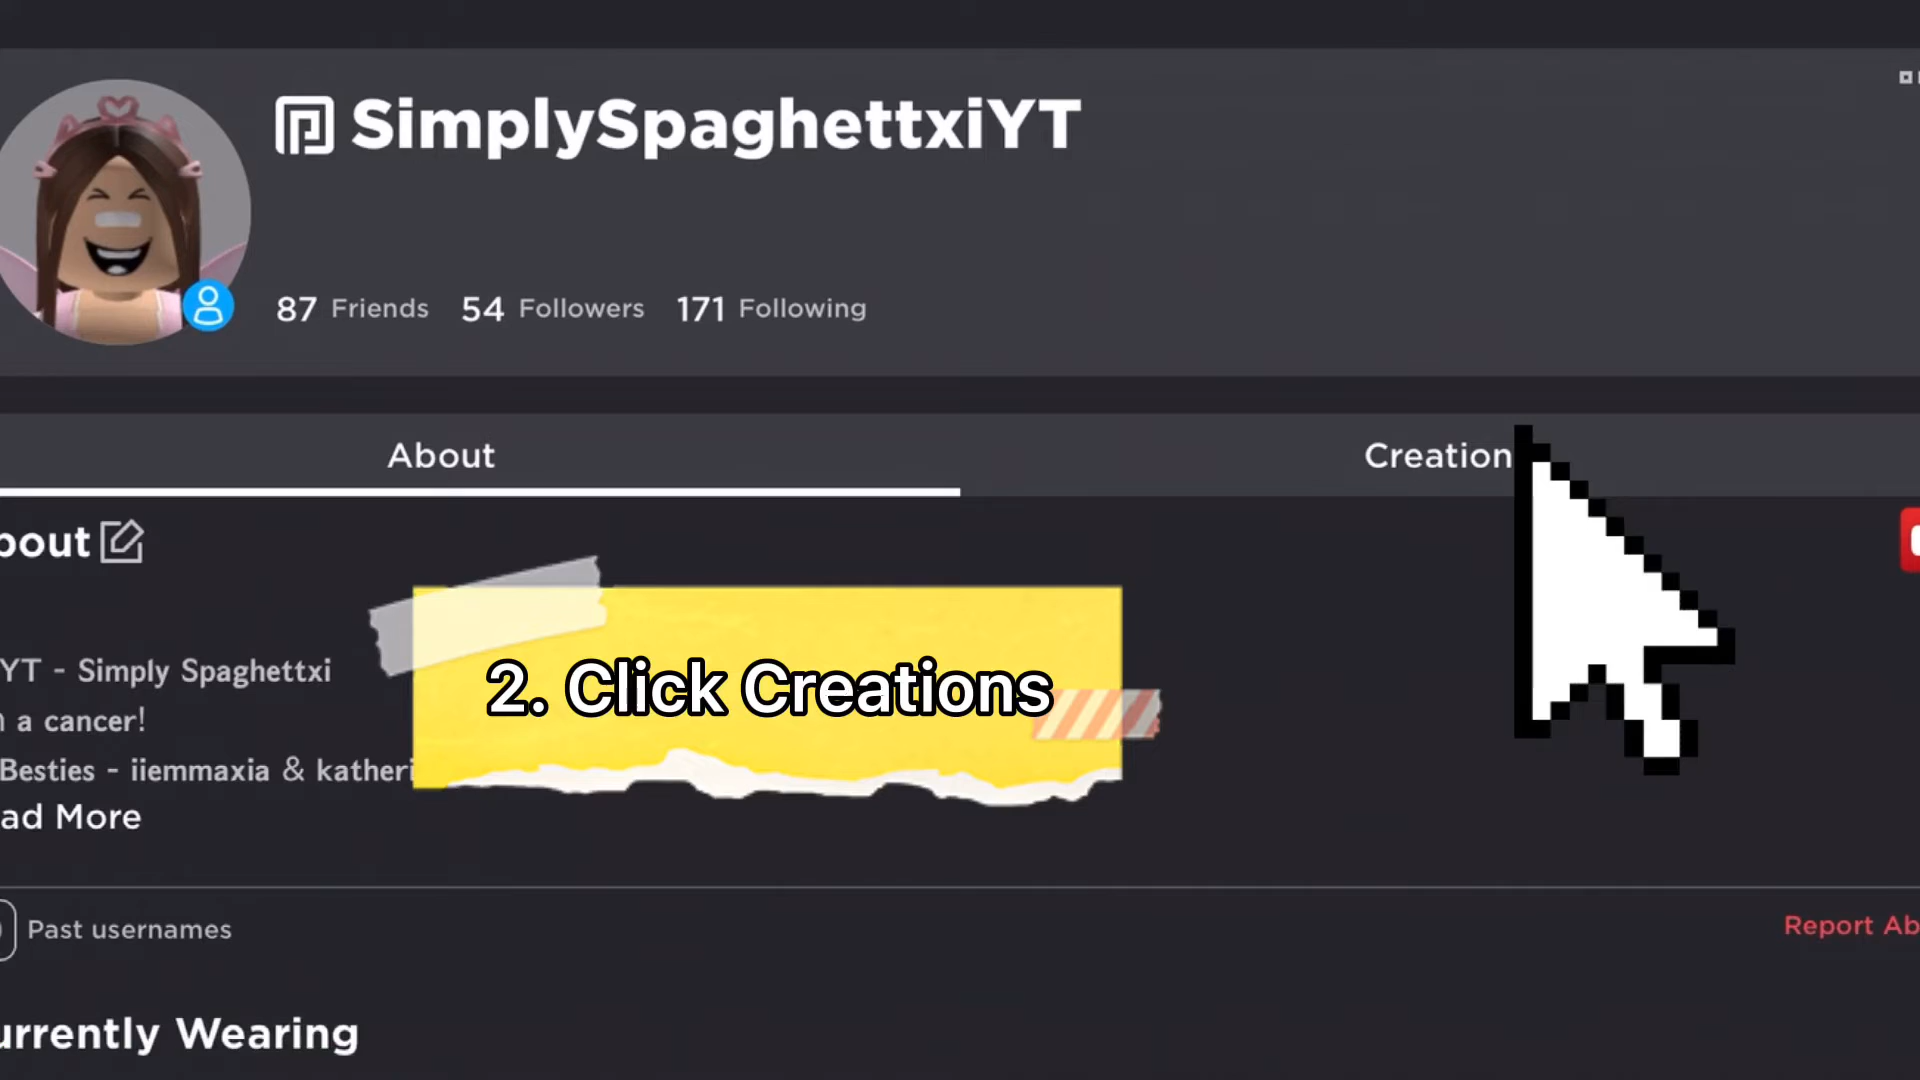 SimplySpaghettxiYT
87 Friends 54 Followers 171 Following
About Creation
bout
YT - Simply Spaghettxi
a cancer!
Besties - iiemmaxia & katheri
ad More
2. Click Creations
Past usernames
Report Ab
urrently Wearing